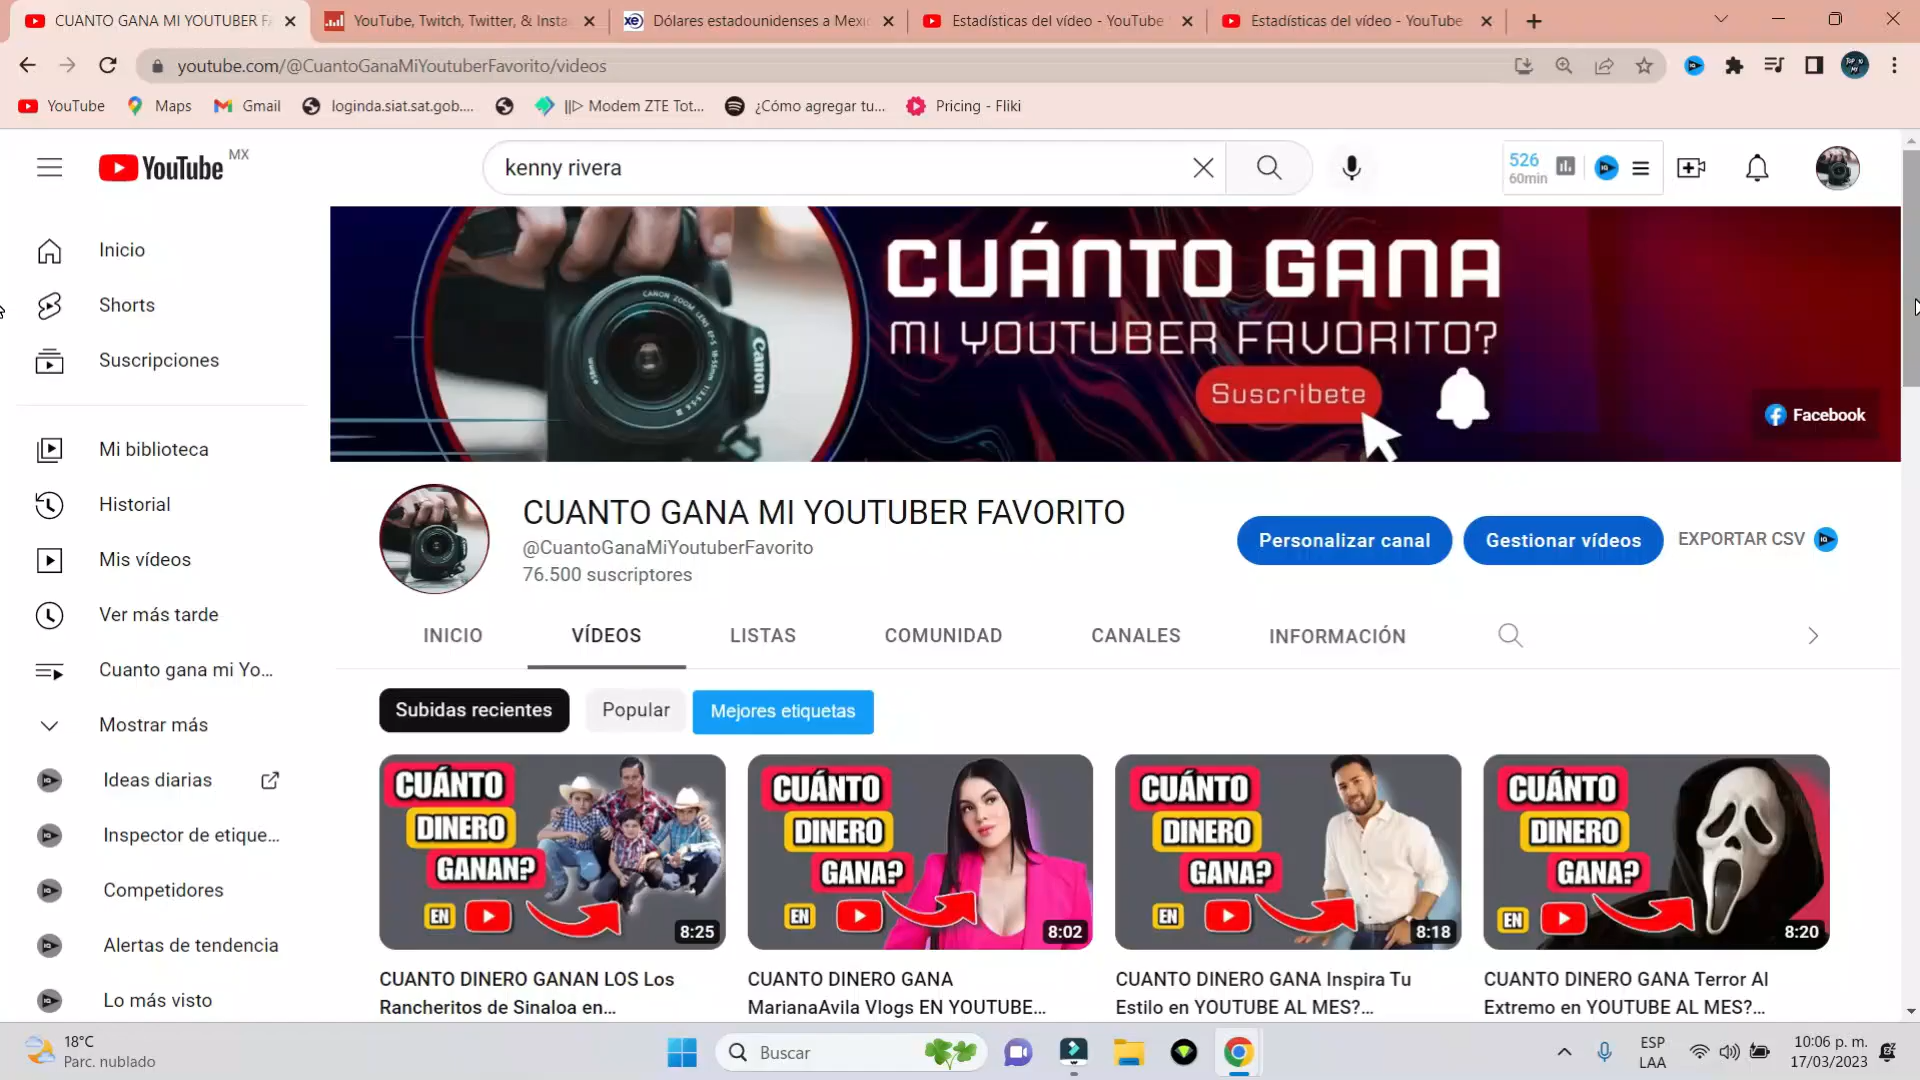 CUANTO GANA MI YOUTUBER F
YouTube, Twitch, Twitter, & Insta
Dólares estadounidenses a Mexi
Estadísticas del vídeo - YouTube
Estadísticas del vídeo - YouTube
youtube.com/@CuantoGanaMiYoutuberFavorito/videos
YouTube
Maps
Gmail
loginda.siat.sat.gob....
||▷ Modem ZTE Tot...
¿Cómo agregar tu...
Pricing - Fliki
YouTube MX
kenny rivera
526
60min
Inicio
Shorts
Suscripciones
Mi biblioteca
Historial
Mis vídeos
Ver más tarde
Cuanto gana mi Yo...
Mostrar más
Ideas diarias
Inspector de etique...
Competidores
Alertas de tendencia
Lo más visto
CUÁNTO GANA
MI YOUTUBER FAVORITO?
Suscribete
Canon
CANON ZOOM LENS EF-S 18-55mm
Facebook
CUANTO GANA MI YOUTUBER FAVORITO
@CuantoGanaMiYoutuberFavorito
76.500 suscriptores
Personalizar canal
Gestionar vídeos
EXPORTAR CSV
INICIO
VÍDEOS
LISTAS
COMUNIDAD
CANALES
INFORMACIÓN
Subidas recientes
Popular
Mejores etiquetas
CUÁNTO
DINERO
GANAN?
EN
8:25
CUÁNTO
DINERO
GANA?
EN
8:02
CUÁNTO
DINERO
GANA?
EN
8:18
CUÁNTO
DINERO
GANA?
EN
8:20
CUANTO DINERO GANAN LOS Los
Rancheritos de Sinaloa en...
CUANTO DINERO GANA
MarianaAvila Vlogs EN YOUTUBE...
CUANTO DINERO GANA Inspira Tu
Estilo en YOUTUBE AL MES?...
CUANTO DINERO GANA Terror Al
Extremo en YOUTUBE AL MES?...
18°C
Parc. nublado
Buscar
ESP
LAA
10:06 p. m.
17/03/2023